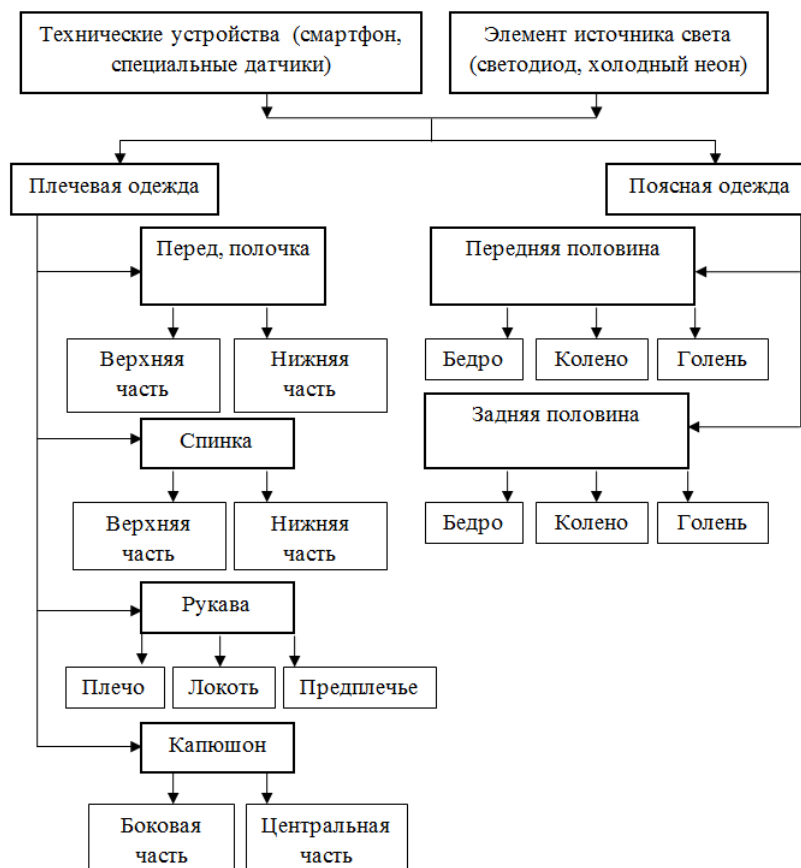 Технические устройства (смартфон,
специальные датчики)
Элемент источника света
(светодиод, холодный неон)
Плечевая одежда
Поясная одежда
Перед, полочка
Передняя половина
Верхняя
часть
Нижняя
часть
Бедро
Колено
Голень
Спинка
Задняя половина
Верхняя
часть
Нижняя
часть
Бедро
Колено
Голень
Рукава
Плечо
Локоть
Предплечье
Капюшон
Боковая
часть
Центральная
часть